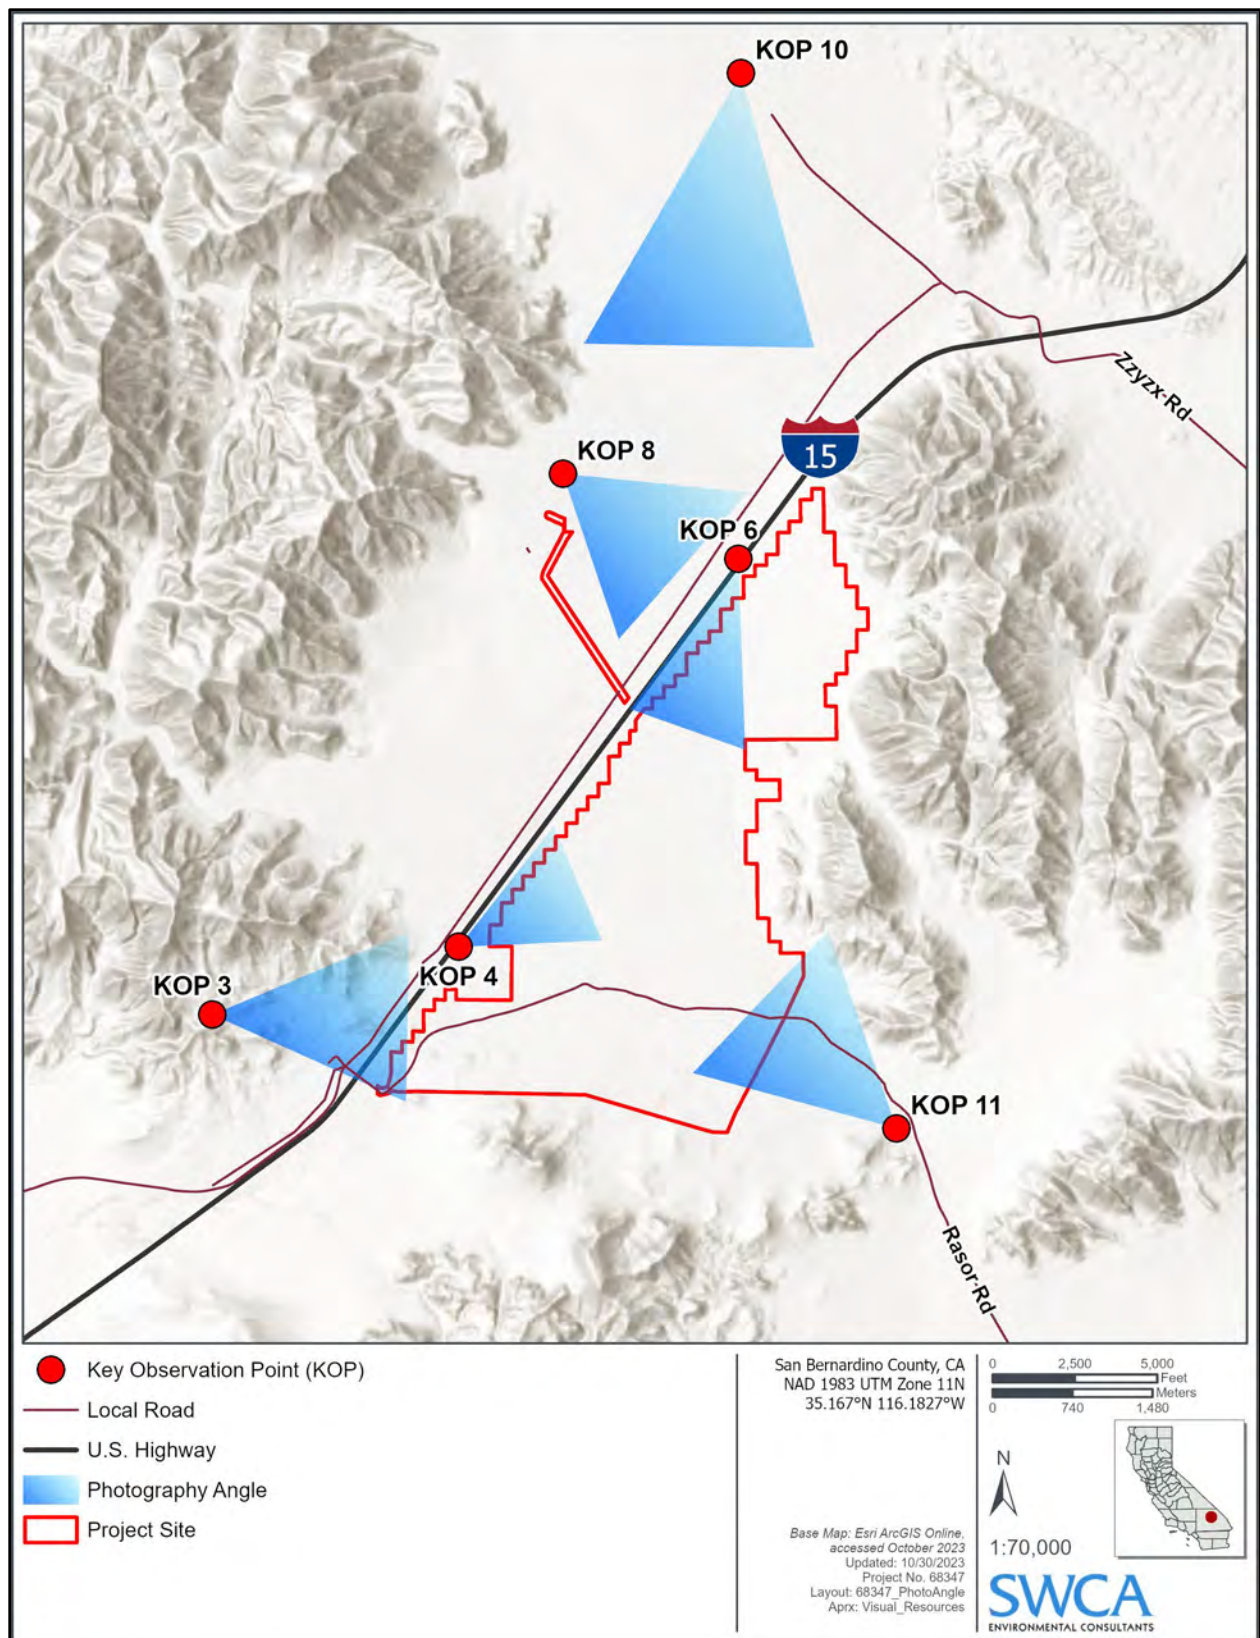 KOP 10
Zzyzx-Rd
15
KOP 8
KOP 6
KOP 4
KOP 3
KOP 11
Rasor-Rd
Key Observation Point (KOP)
Local Road
U.S. Highway
Photography Angle
Project Site
San Bernardino County, CA
NAD 1983 UTM Zone 11N
35.167°N 116.1827°W
Base Map: Esri ArcGIS Online,
accessed October 2023
Updated: 10/30/2023
Project No. 68347
Layout: 68347_PhotoAngle
Aprx: Visual_Resources
0 2,500 5,000
Feet
Meters
0 740 1,480
N
1:70,000
SWCA
ENVIRONMENTAL CONSULTANTS